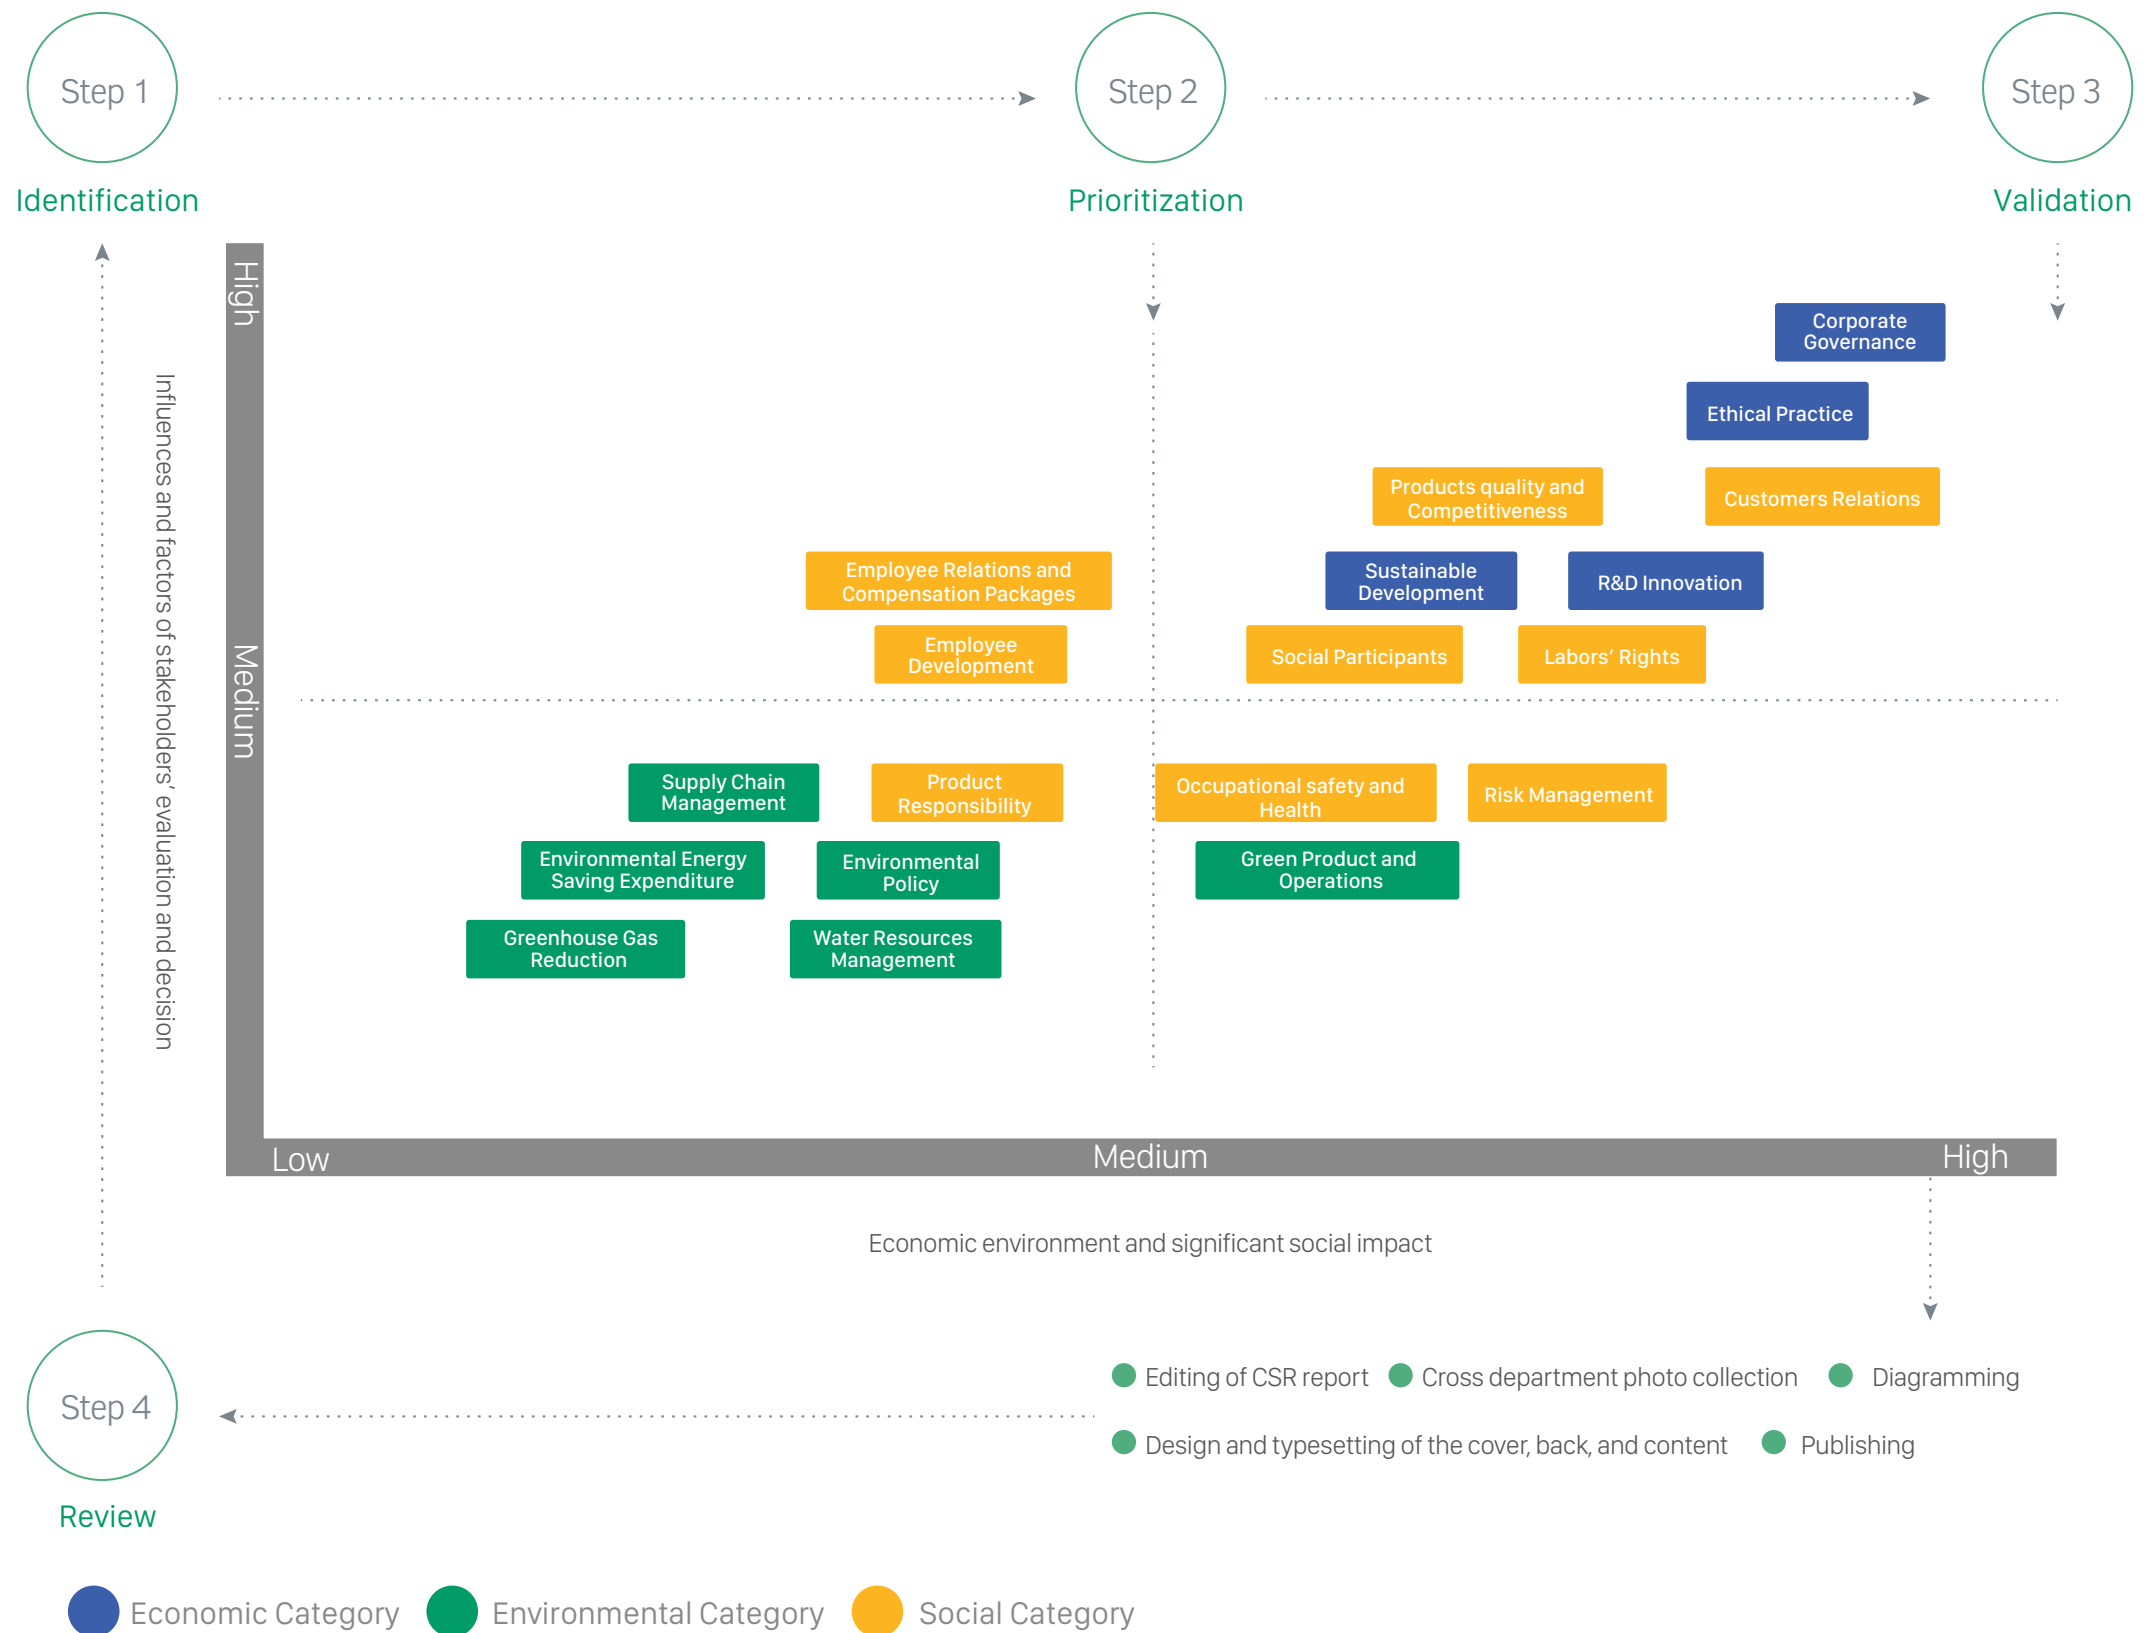 Step 1
Step 2
Step 3
Identification
Prioritization
Validation
High
Medium
Influences and factors of stakeholders’ evaluation and decision
Corporate
Governance
Ethical Practice
Products quality and
Competitiveness
Customers Relations
Employee Relations and
Compensation Packages
Sustainable
Development
R&D Innovation
Employee
Development
Social Participants
Labors’ Rights
Supply Chain
Management
Product
Responsibility
Occupational safety and
Health
Risk Management
Environmental Energy
Saving Expenditure
Environmental
Policy
Green Product and
Operations
Greenhouse Gas
Reduction
Water Resources
Management
Low
Medium
High
Economic environment and significant social impact
Editing of CSR report
Cross department photo collection
Diagramming
Design and typesetting of the cover, back, and content
Publishing
Step 4
Review
Economic Category
Environmental Category
Social Category